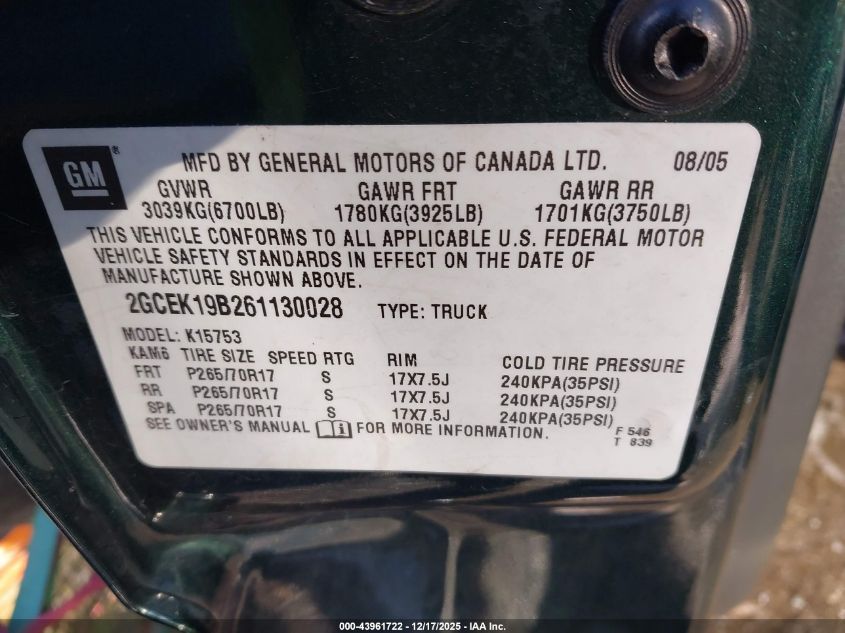 GM®
MFD BY GENERAL MOTORS OF CANADA LTD. 08/05
GVWR GAWR FRT GAWR RR
3039KG(6700LB) 1780KG(3925LB) 1701KG(3750LB)
THIS VEHICLE CONFORMS TO ALL APPLICABLE U.S. FEDERAL MOTOR
VEHICLE SAFETY STANDARDS IN EFFECT ON THE DATE OF
MANUFACTURE SHOWN ABOVE.
2GCEK19B261130028 TYPE: TRUCK
MODEL: K15753
KAM6 TIRE SIZE SPEED RTG RIM COLD TIRE PRESSURE
FRT P265/70R17 S 17X7.5J 240KPA(35PSI)
RR P265/70R17 S 17X7.5J 240KPA(35PSI)
SPA P265/70R17 S 17X7.5J 240KPA(35PSI)
SEE OWNER'S MANUAL i FOR MORE INFORMATION.
F 546
T 839
000-43961722 - 12/17/2025 - IAA Inc.